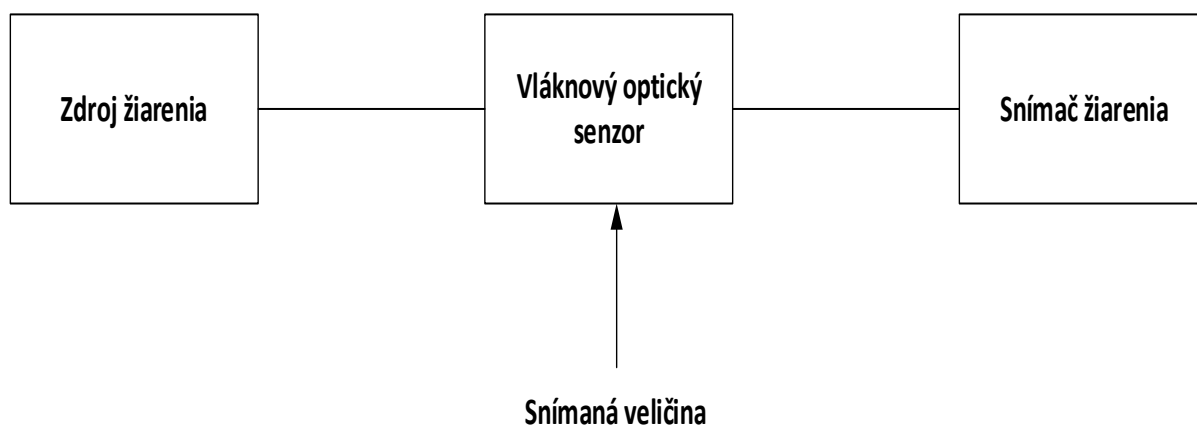 Zdroj žiarenia
Vláknový optický
senzor
Snímač žiarenia
Snímaná veličina